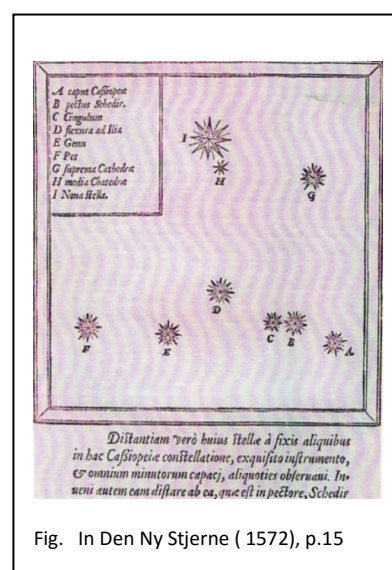 A caput Caßiopeæ
B pectus Schedir.
C Cingulum
D flexura ad Ilia
E Genu
F Pes
G suprema Cathedræ
H media Chatedræ
I Noua stella.
I
H
G
D
C B
F E A
Distantiam verò huius stellæ à fixis aliquibus
in hac Caßiopeiæ constellatione, exquisito instrumento,
& omnium minutorum capacj, aliquoties obseruaui. In-
ueni autem eam distare ab ea, quæ est in pectore, Schedir
Fig. In Den Ny Stjerne ( 1572), p.15